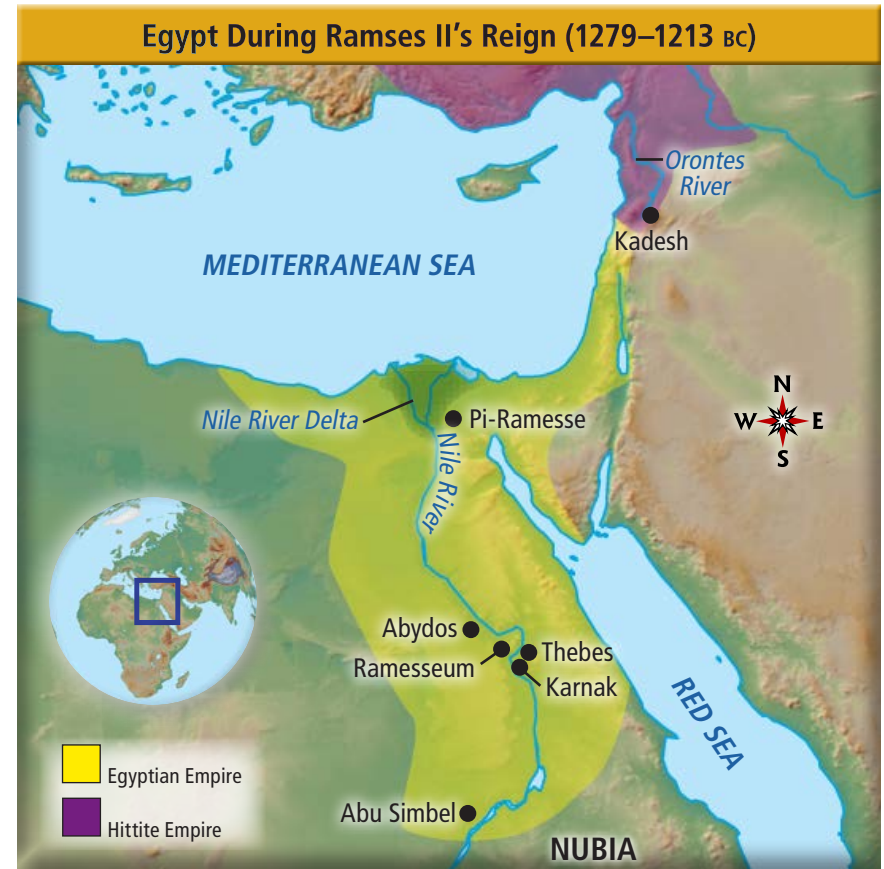 Egypt During Ramses II's Reign (1279–1213 BC)
Orontes
River
Kadesh
MEDITERRANEAN SEA
N
W E
S
Nile River Delta
Pi-Ramesse
Nile River
Abydos
Ramesseum
Thebes
Karnak
RED SEA
Egyptian Empire
Hittite Empire
Abu Simbel
NUBIA